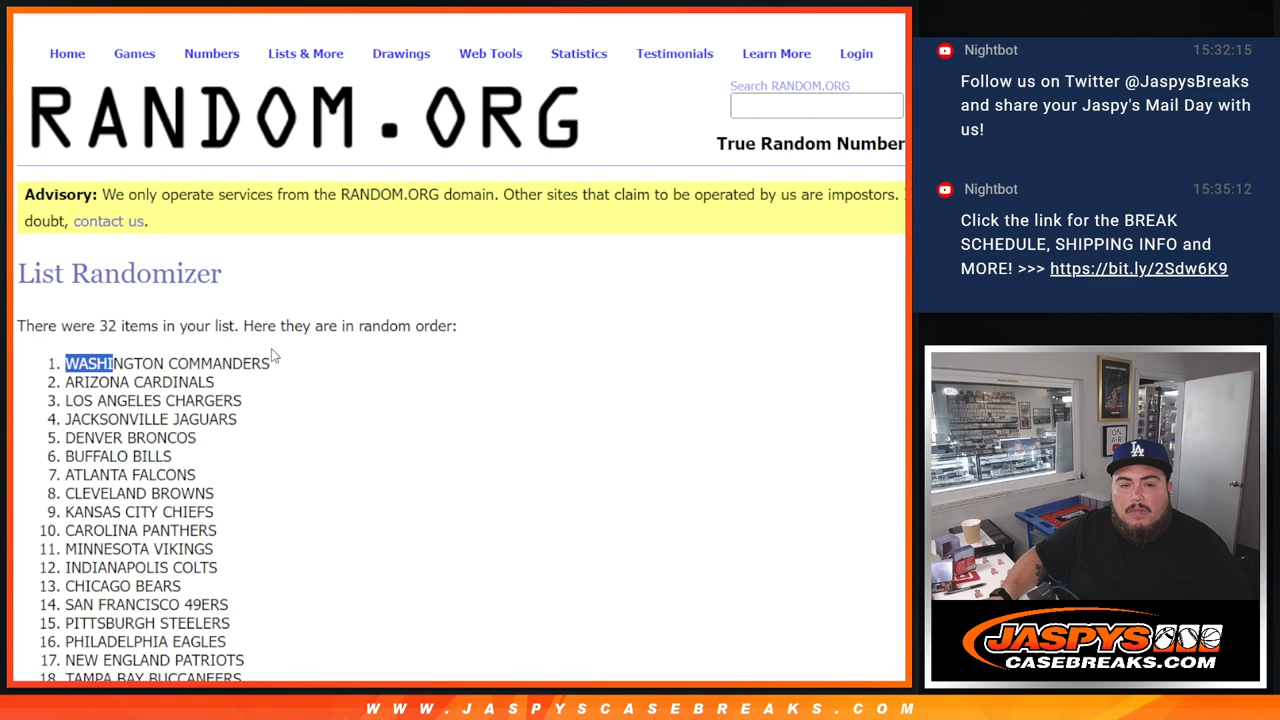 Home Games Numbers Lists & More Drawings Web Tools Statistics Testimonials Learn More Login
RANDOM.ORG
Search RANDOM.ORG
True Random Number
Advisory: We only operate services from the RANDOM.ORG domain. Other sites that claim to be operated by us are impostors.
doubt, contact us.
List Randomizer
There were 32 items in your list. Here they are in random order:
1. WASHINGTON COMMANDERS
2. ARIZONA CARDINALS
3. LOS ANGELES CHARGERS
4. JACKSONVILLE JAGUARS
5. DENVER BRONCOS
6. BUFFALO BILLS
7. ATLANTA FALCONS
8. CLEVELAND BROWNS
9. KANSAS CITY CHIEFS
10. CAROLINA PANTHERS
11. MINNESOTA VIKINGS
12. INDIANAPOLIS COLTS
13. CHICAGO BEARS
14. SAN FRANCISCO 49ERS
15. PITTSBURGH STEELERS
16. PHILADELPHIA EAGLES
17. NEW ENGLAND PATRIOTS
18. TAMPA BAY BUCCANEERS
Nightbot 15:32:15
Follow us on Twitter @JaspysBreaks
and share your Jaspy's Mail Day with
us!
Nightbot 15:35:12
Click the link for the BREAK
SCHEDULE, SHIPPING INFO and
MORE! >>> https://bit.ly/2Sdw6K9
ON
AIR
LA
JASPYS
CASEBREAKS.COM
WWW.JASPYSCASEBREAKS.COM